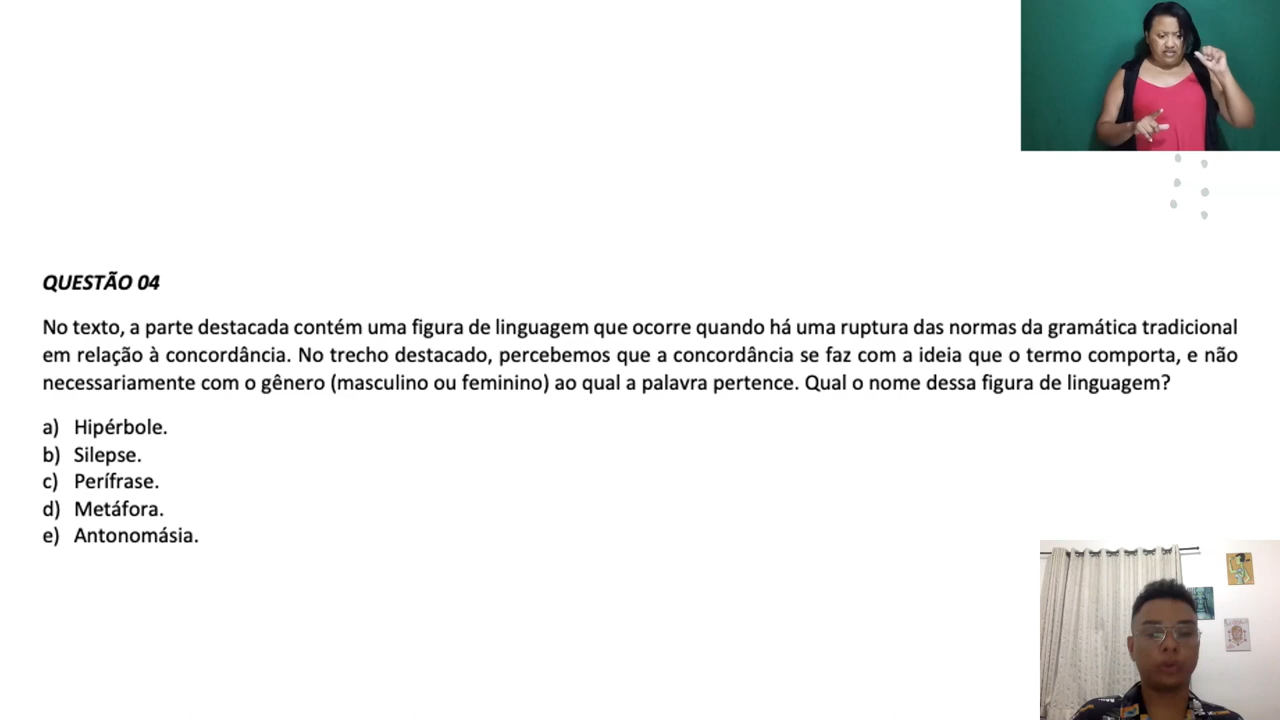 QUESTÃO 04
No texto, a parte destacada contém uma figura de linguagem que ocorre quando há uma ruptura das normas da gramática tradicional
em relação à concordância. No trecho destacado, percebemos que a concordância se faz com a ideia que o termo comporta, e não
necessariamente com o gênero (masculino ou feminino) ao qual a palavra pertence. Qual o nome dessa figura de linguagem?
a) Hipérbole.
b) Silepse.
c) Perífrase.
d) Metáfora.
e) Antonomásia.